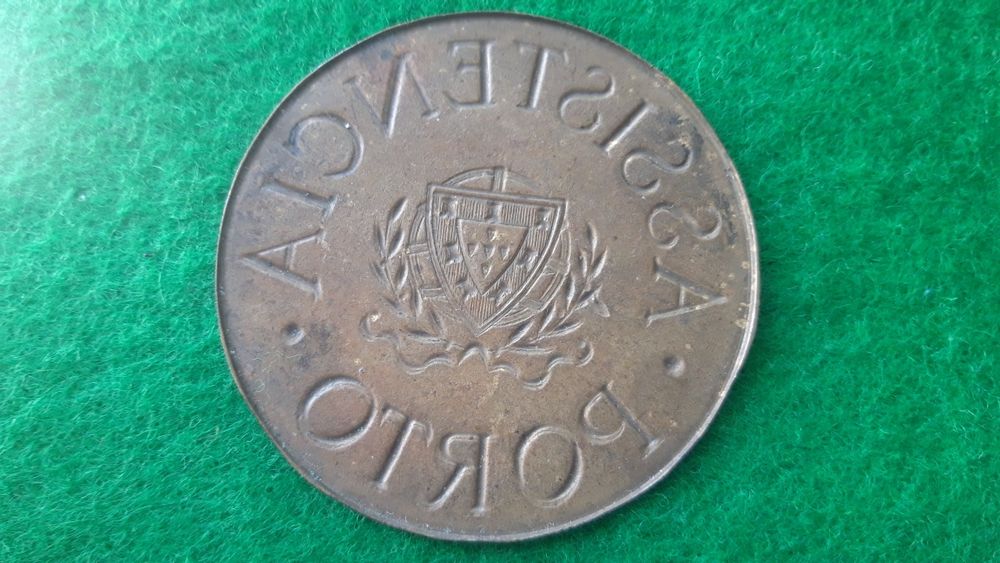 ASSISTENCIA
· PORTO ·